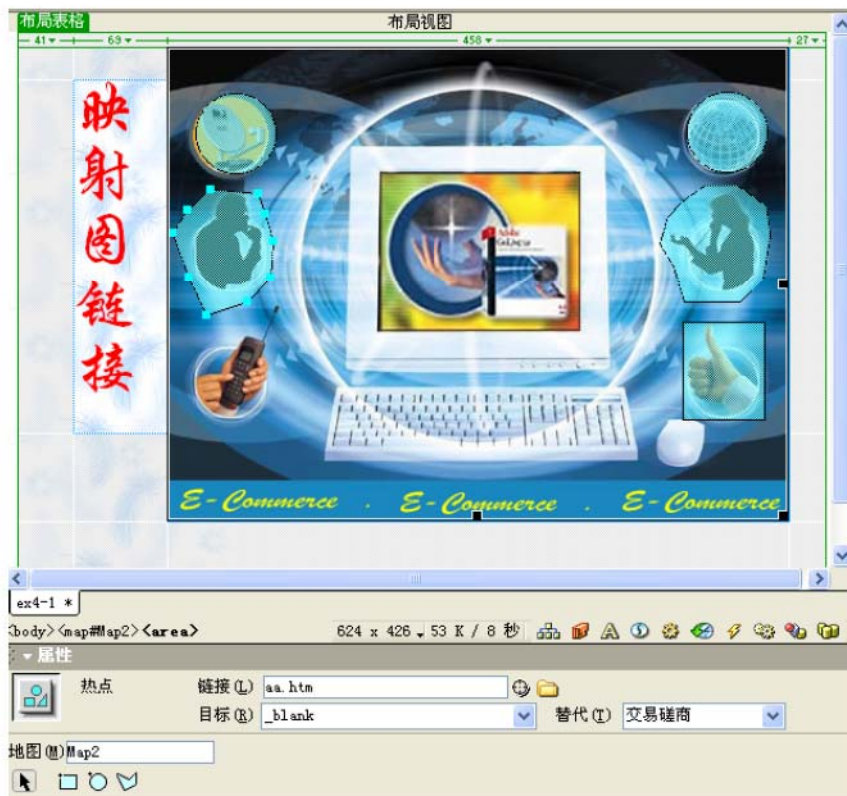 布局表格
布局视图
41 69 458 27
映射图链接
Adobe
GoLive
E-Commerce . E-Commerce . E-Commerce
ex4-1 *
<body><map#Map2><area>
624 x 426 53 K / 8 秒
属性
热点
链接(L) aa.htm
目标(R) _blank 替代(T) 交易磋商
地图(M) Map2